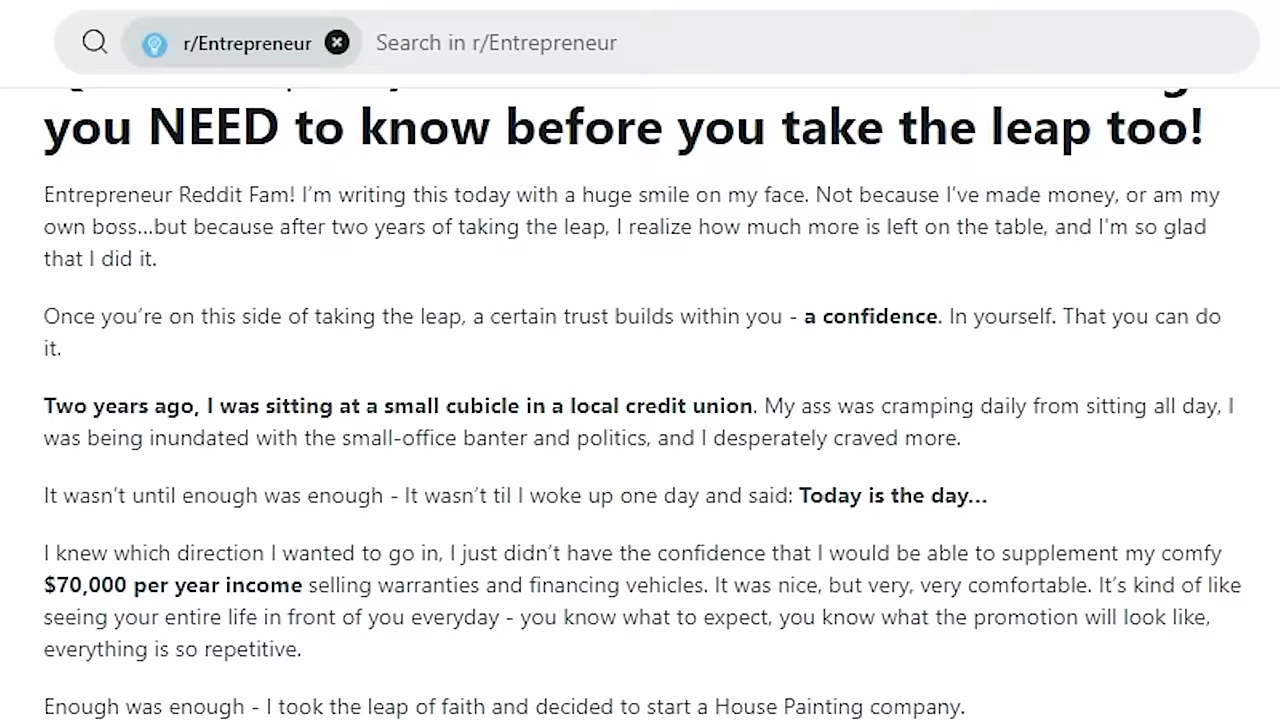 r/Entrepreneur Search in r/Entrepreneur
you NEED to know before you take the leap too!
Entrepreneur Reddit Fam! I’m writing this today with a huge smile on my face. Not because I’ve made money, or am my
own boss...but because after two years of taking the leap, I realize how much more is left on the table, and I'm so glad
that I did it.
Once you’re on this side of taking the leap, a certain trust builds within you - a confidence. In yourself. That you can do
it.
Two years ago, I was sitting at a small cubicle in a local credit union. My ass was cramping daily from sitting all day, I
was being inundated with the small-office banter and politics, and I desperately craved more.
It wasn’t until enough was enough - It wasn’t til I woke up one day and said: Today is the day...
I knew which direction I wanted to go in, I just didn’t have the confidence that I would be able to supplement my comfy
$70,000 per year income selling warranties and financing vehicles. It was nice, but very, very comfortable. It’s kind of like
seeing your entire life in front of you everyday - you know what to expect, you know what the promotion will look like,
everything is so repetitive.
Enough was enough - I took the leap of faith and decided to start a House Painting company.